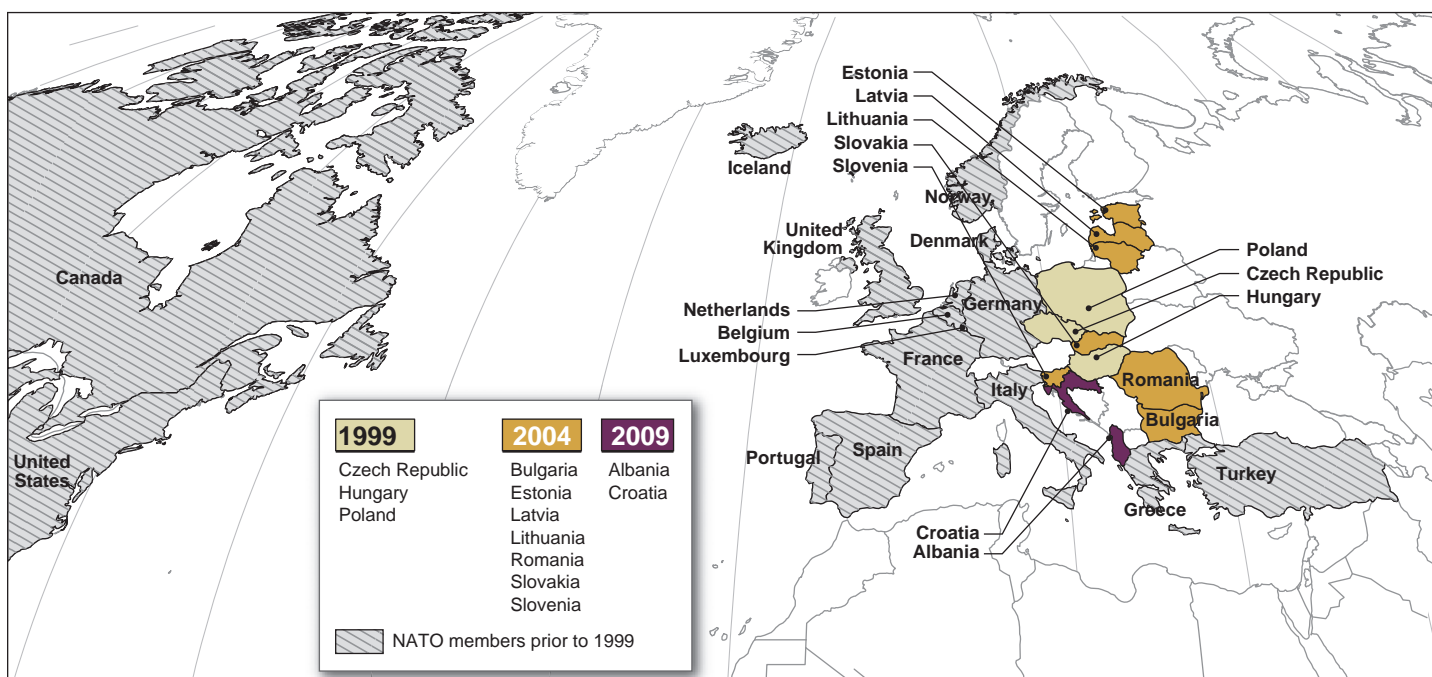 Estonia
Latvia
Lithuania
Slovakia
Slovenia
Iceland
Norway
United
Kingdom
Denmark
Canada
Poland
Czech Republic
Hungary
Netherlands
Belgium
Luxembourg
Germany
France
Italy
Romania
Bulgaria
United
States
Portugal
Spain
Turkey
Greece
Croatia
Albania
1999
Czech Republic
Hungary
Poland
2004
Bulgaria
Estonia
Latvia
Lithuania
Romania
Slovakia
Slovenia
2009
Albania
Croatia
NATO members prior to 1999